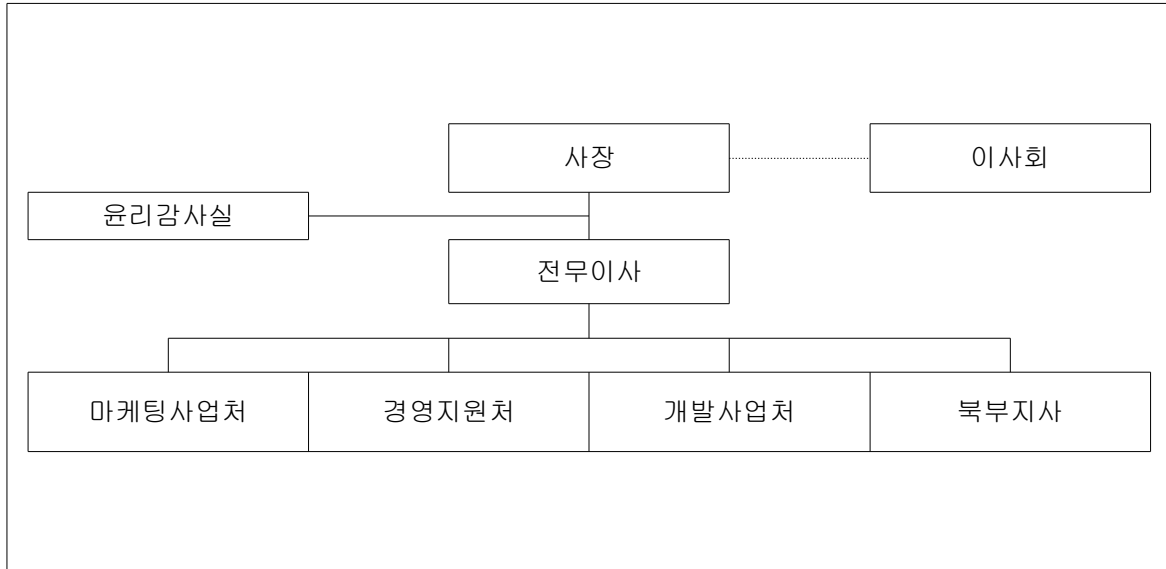 사장
이사회
윤리감사실
전무이사
마케팅사업처
경영지원처
개발사업처
북부지사